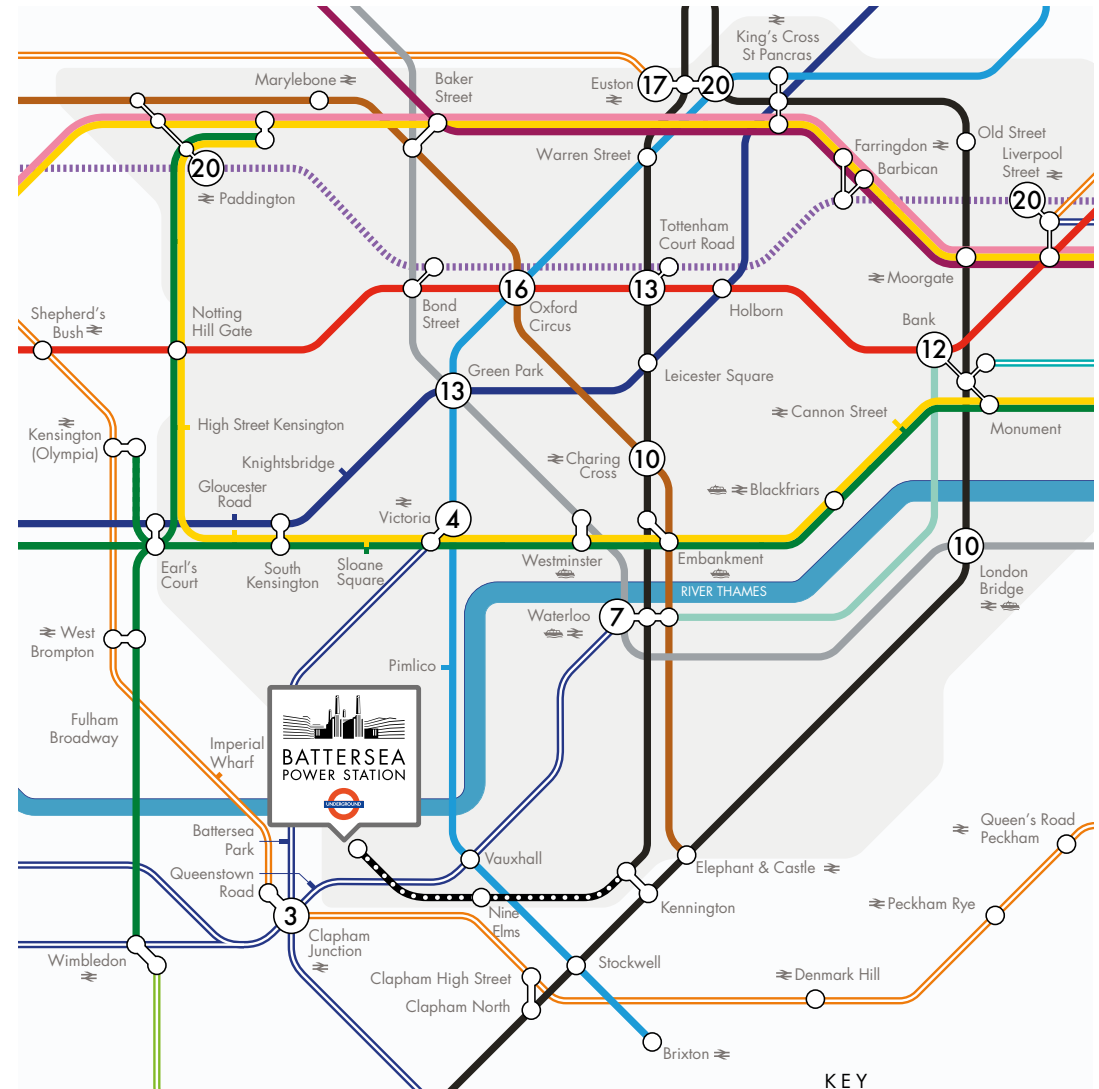 King's Cross
St Pancras
Marylebone
Baker
Street
Euston
17
20
Old Street
Farringdon
Liverpool
Street
Warren Street
Barbican
20
Paddington
20
Tottenham
Court Road
Moorgate
Bond
Street
16
Oxford
Circus
13
Holborn
Shepherd's
Bush
Notting
Hill Gate
Bank
12
Green Park
13
Leicester Square
Cannon Street
Monument
Kensington
(Olympia)
High Street Kensington
Knightsbridge
Charing
Cross
10
Gloucester
Road
Blackfriars
Victoria
4
Earl's
Court
South
Kensington
Sloane
Square
Westminster
Embankment
10
London
Bridge
RIVER THAMES
Waterloo
7
West
Brompton
Pimlico
Fulham
Broadway
Imperial
Wharf
BATTERSEA
POWER STATION
UNDERGROUND
Battersea
Park
Queenstown
Road
Vauxhall
Elephant & Castle
Queen's Road
Peckham
3
Nine
Elms
Kennington
Peckham Rye
Clapham
Junction
Wimbledon
Stockwell
Clapham High Street
Denmark Hill
Clapham North
Brixton
KEY